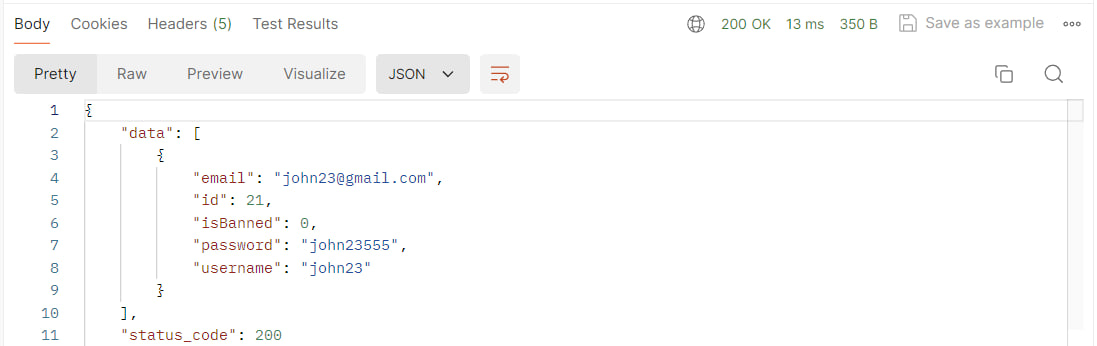 Body Cookies Headers (5) Test Results 200 OK 13 ms 350 B Save as example
Pretty Raw Preview Visualize JSON
1 {
2 "data": [
3 {
4 "email": "john23@gmail.com",
5 "id": 21,
6 "isBanned": 0,
7 "password": "john23555",
8 "username": "john23"
9 }
10 ],
11 "status_code": 200